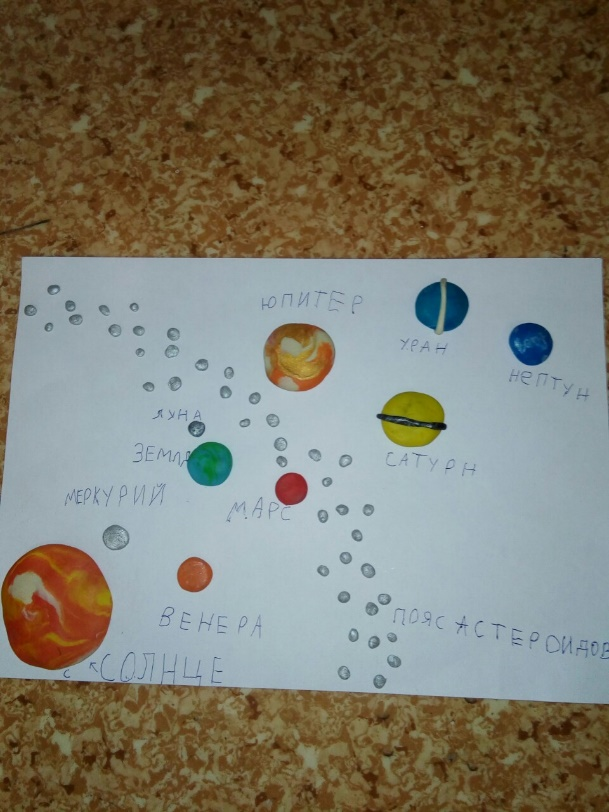 ЮПИТЕР
УРАН
НЕПТУН
ЛУНА
ЗЕМЛЯ
САТУРН
МЕРКУРИЙ
МАРС
ВЕНЕРА
ПОЯС АСТЕРОИДОВ
СОЛНЦЕ